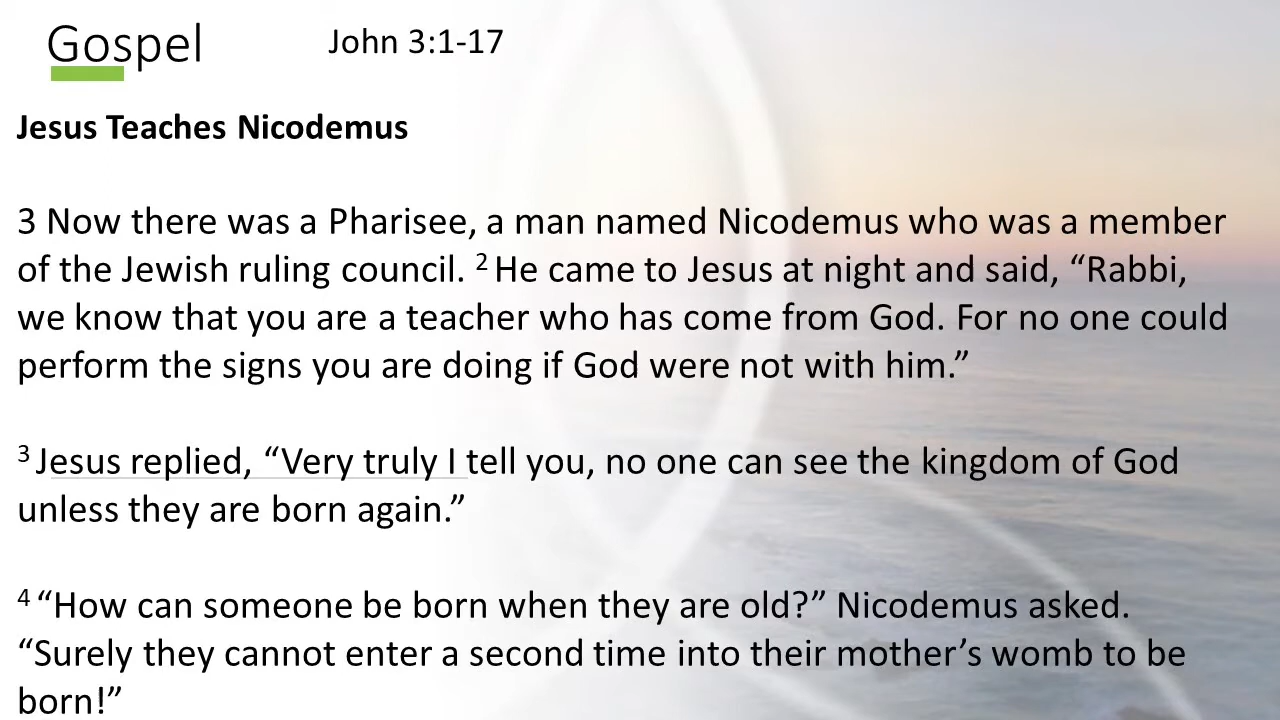 Gospel
John 3:1-17
Jesus Teaches Nicodemus
3 Now there was a Pharisee, a man named Nicodemus who was a member
of the Jewish ruling council. ² He came to Jesus at night and said, “Rabbi,
we know that you are a teacher who has come from God. For no one could
perform the signs you are doing if God were not with him.”
³ Jesus replied, “Very truly I tell you, no one can see the kingdom of God
unless they are born again.”
⁴ “How can someone be born when they are old?” Nicodemus asked.
“Surely they cannot enter a second time into their mother’s womb to be
born!”